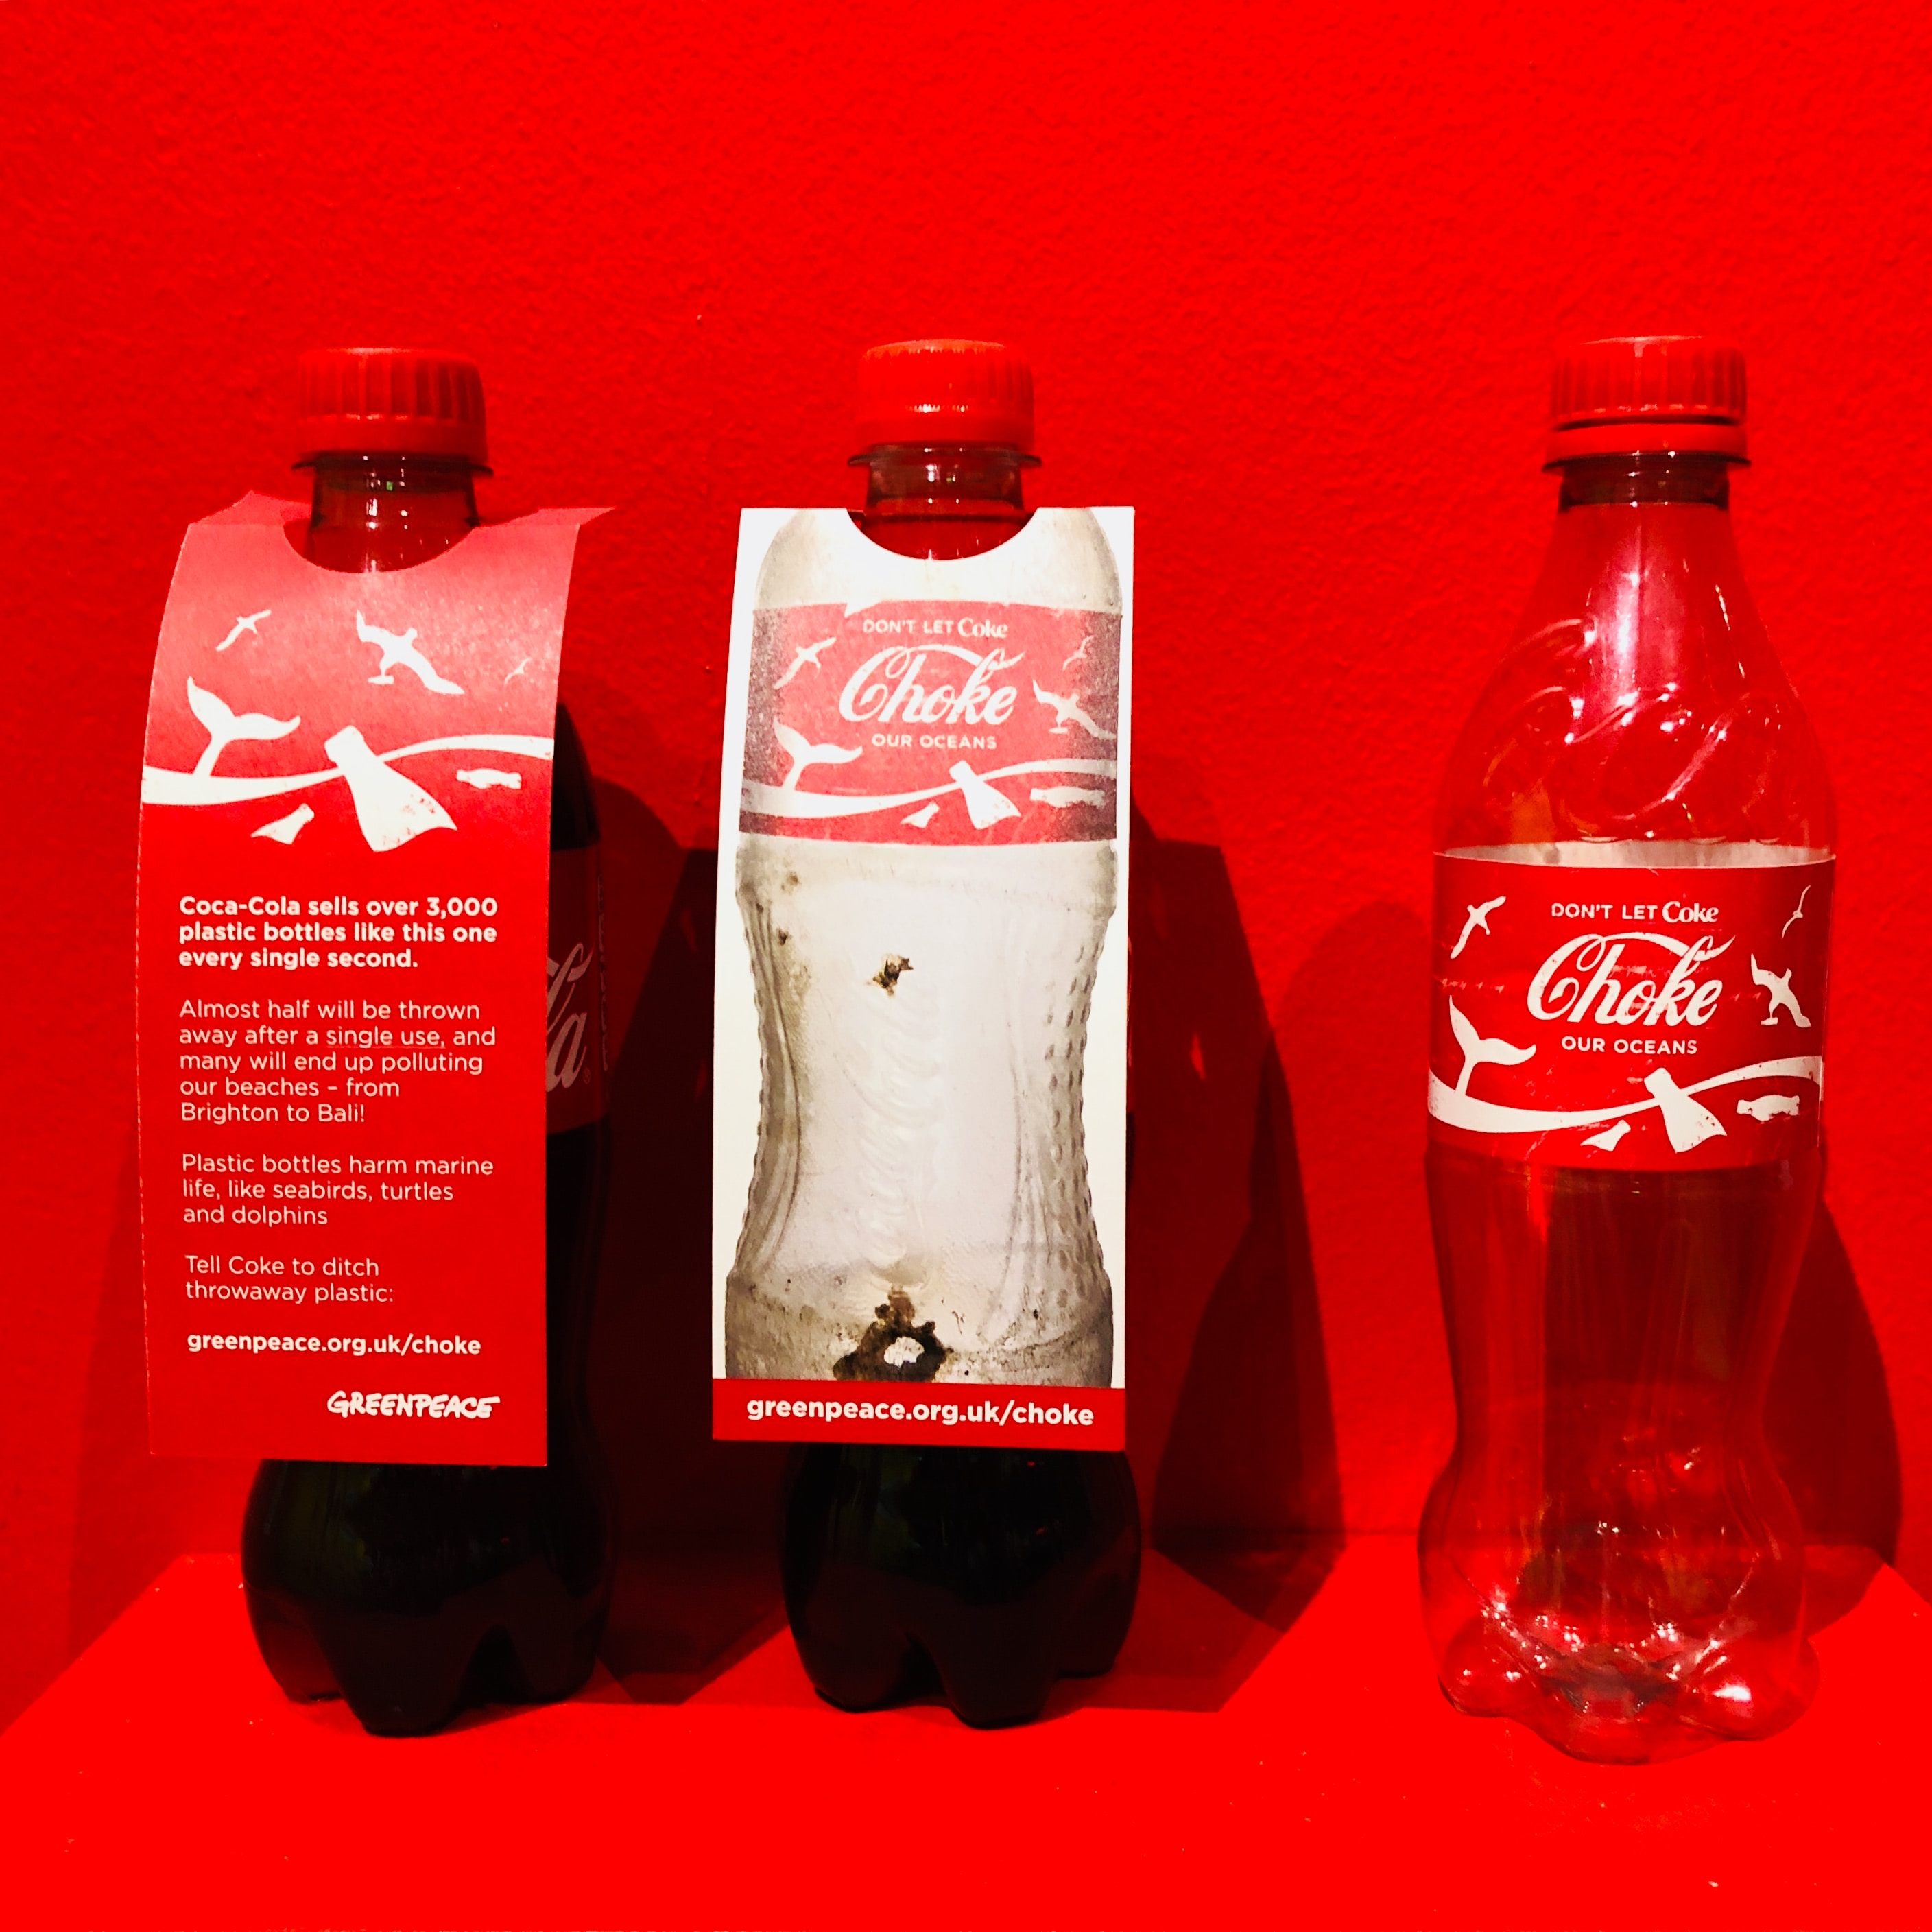 Coca-Cola sells over 3,000
plastic bottles like this one
every single second.
Almost half will be thrown
away after a single use, and
many will end up polluting
our beaches – from
Brighton to Bali!
Plastic bottles harm marine
life, like seabirds, turtles
and dolphins
Tell Coke to ditch
throwaway plastic:
greenpeace.org.uk/choke
GREENPEACE
DON'T LET Coke
Choke
OUR OCEANS
greenpeace.org.uk/choke
DON'T LET Coke
Choke
OUR OCEANS